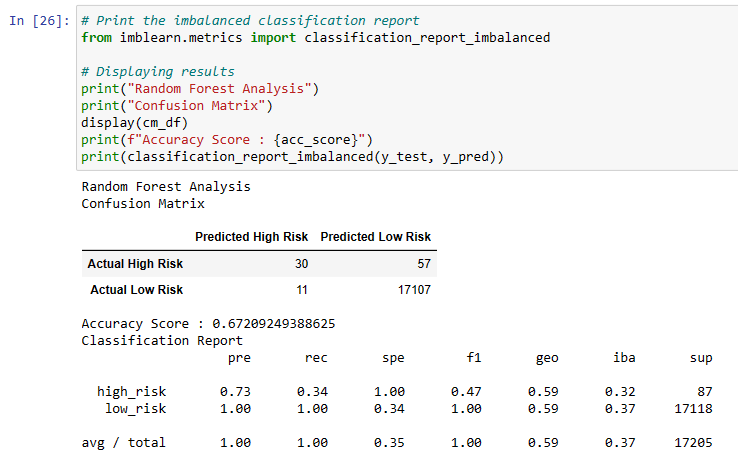 In [26]: # Print the imbalanced classification report
from imblearn.metrics import classification_report_imbalanced
# Displaying results
print("Random Forest Analysis")
print("Confusion Matrix")
display(cm_df)
print(f"Accuracy Score : {acc_score}")
print(classification_report_imbalanced(y_test, y_pred))
Random Forest Analysis
Confusion Matrix
Predicted High Risk Predicted Low Risk
Actual High Risk 30 57
Actual Low Risk 11 17107
Accuracy Score : 0.67209249388625
Classification Report
pre rec spe f1 geo iba sup
high_risk 0.73 0.34 1.00 0.47 0.59 0.32 87
low_risk 1.00 1.00 0.34 1.00 0.59 0.37 17118
avg / total 1.00 1.00 0.35 1.00 0.59 0.37 17205